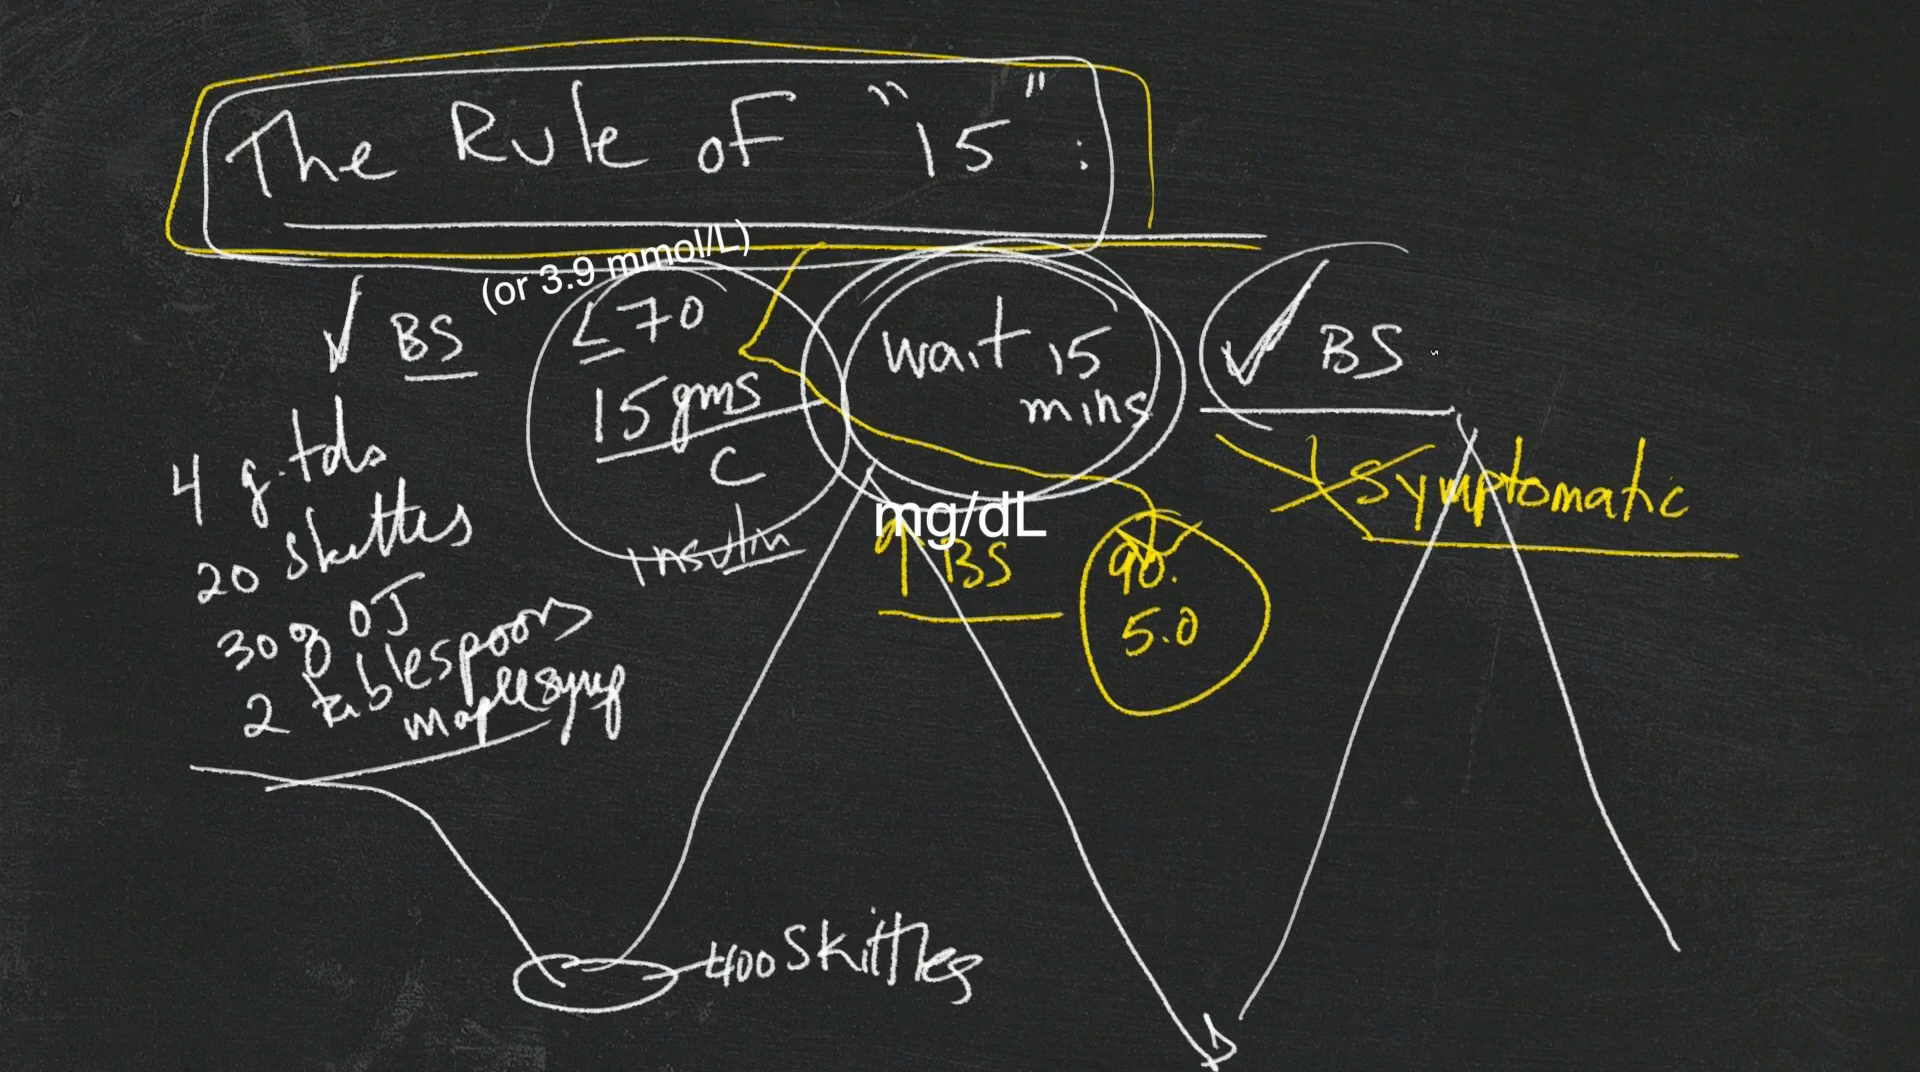 The Rule of "15":
(or 3.9 mmol/L)
✓ BS
≤70
15 gms
C
Insulin
wait 15
mins
✓ BS
Symptomatic
mg/dL
↑ BS
90.
5.0
4 g. tabs
20 Skittles
30 g OJ
2 tablespoons
maple syrup
400 Skittles